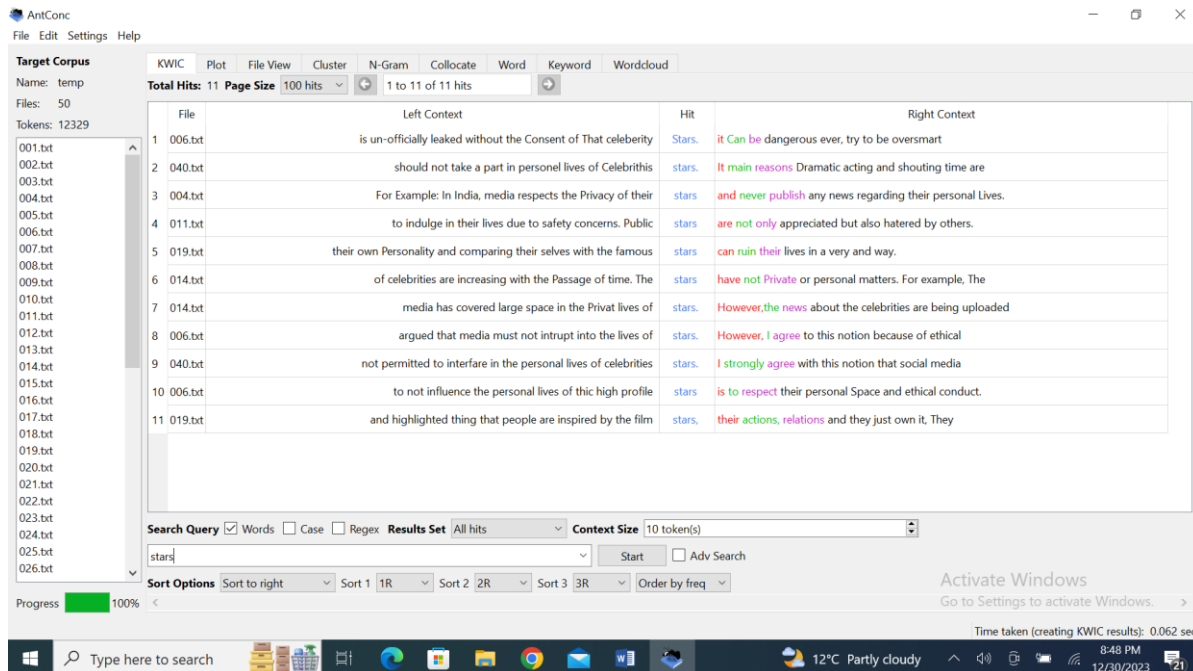 AntConc
File Edit Settings Help
Target Corpus
Name: temp
Files: 50
Tokens: 12329
001.txt
002.txt
003.txt
004.txt
005.txt
006.txt
007.txt
008.txt
009.txt
010.txt
011.txt
012.txt
013.txt
014.txt
015.txt
016.txt
017.txt
018.txt
019.txt
020.txt
021.txt
022.txt
023.txt
024.txt
025.txt
026.txt
Progress 100%
KWIC Plot File View Cluster N-Gram Collocate Word Keyword Wordcloud
Total Hits: 11 Page Size 100 hits 1 to 11 of 11 hits
File Left Context Hit Right Context
1 006.txt is un-officially leaked without the Consent of That celeberity Stars. it Can be dangerous ever, try to be oversmart
2 040.txt should not take a part in personel lives of Celebrithis stars. It main reasons Dramatic acting and shouting time are
3 004.txt For Example: In India, media respects the Privacy of their stars and never publish any news regarding their personal Lives.
4 011.txt to indulge in their lives due to safety concerns. Public stars are not only appreciated but also hatered by others.
5 019.txt their own Personality and comparing their selves with the famous stars can ruin their lives in a very and way.
6 014.txt of celebrities are increasing with the Passage of time. The stars have not Private or personal matters. For example, The
7 014.txt media has covered large space in the Privat lives of stars. However,the news about the celebrities are being uploaded
8 006.txt argued that media must not intrupt into the lives of stars. However, I agree to this notion because of ethical
9 040.txt not permitted to interfare in the personal lives of celebrities stars. I strongly agree with this notion that social media
10 006.txt to not influence the personal lives of thic high profile stars is to respect their personal Space and ethical conduct.
11 019.txt and highlighted thing that people are inspired by the film stars, their actions, relations and they just own it, They
Search Query Words Case Regex Results Set All hits Context Size 10 token(s)
stars Start Adv Search
Sort Options Sort to right Sort 1 1R Sort 2 2R Sort 3 3R Order by freq
Activate Windows
Go to Settings to activate Windows.
Time taken (creating KWIC results): 0.062 sec
Type here to search
12°C Partly cloudy
8:48 PM
12/30/2023
21